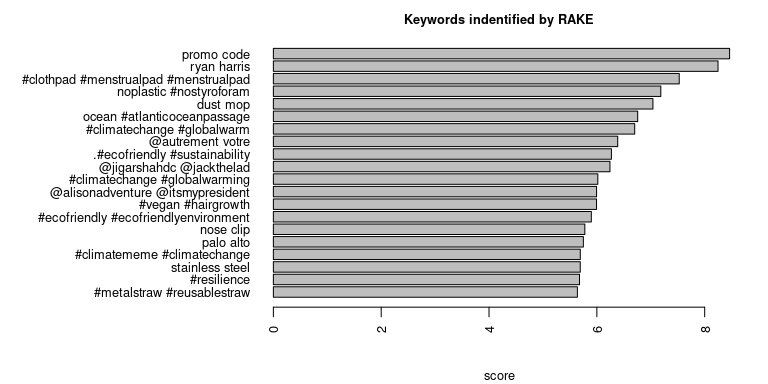 Keywords indentified by RAKE
promo code
ryan harris
#clothpad #menstrualpad #menstrualpad
noplastic #nostyroforam
dust mop
ocean #atlanticoceanpassage
#climatechange #globalwarm
@autrement votre
.#ecofriendly #sustainability
@jigarshahdc @jackthelad
#climatechange #globalwarming
@alisonadventure @itsmypresident
#vegan #hairgrowth
#ecofriendly #ecofriendlyenvironment
nose clip
palo alto
#climatememe #climatechange
stainless steel
#resilience
#metalstraw #reusablestraw
0 2 4 6 8
score